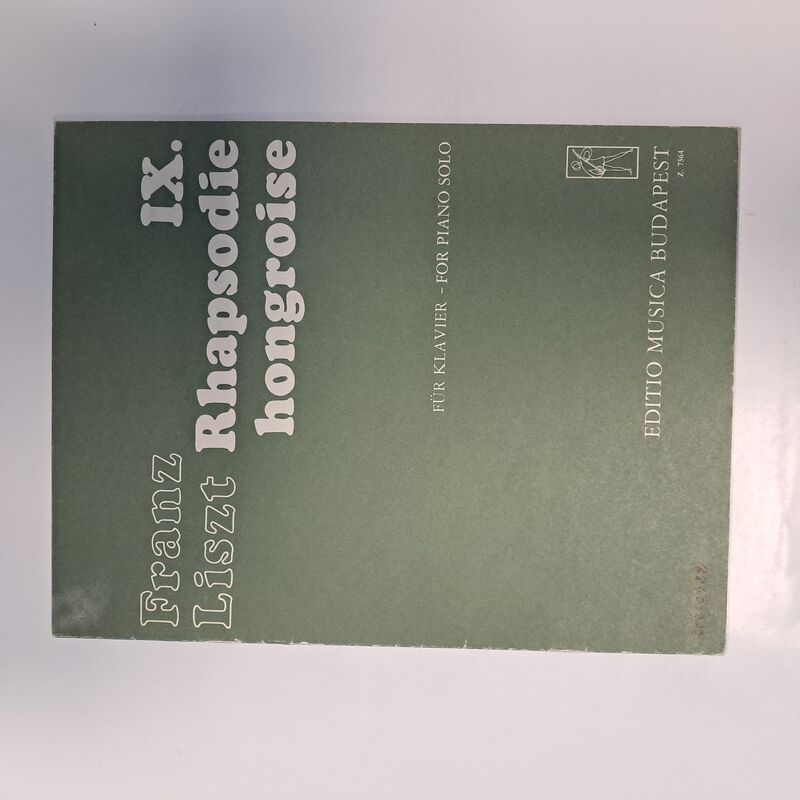 Franz IX.
Liszt Rhapsodie
hongroise
FÜR KLAVIER – FOR PIANO SOLO
EDITIO MUSICA BUDAPEST
Z. 7564